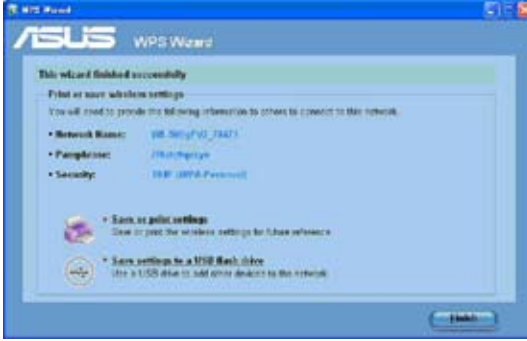 WPS Wizard
ASUS WPS Wizard
This wizard finished successfully
Print or save wireless settings
You will need to provide the following information to others to connect to this network.
• Network Name:
• Passphrase:
• Security: (WPA-Personal)
• Save or print settings
Save or print the wireless settings for future reference
• Save settings to a USB flash drive
Use a USB drive to add other devices to the network
Finish